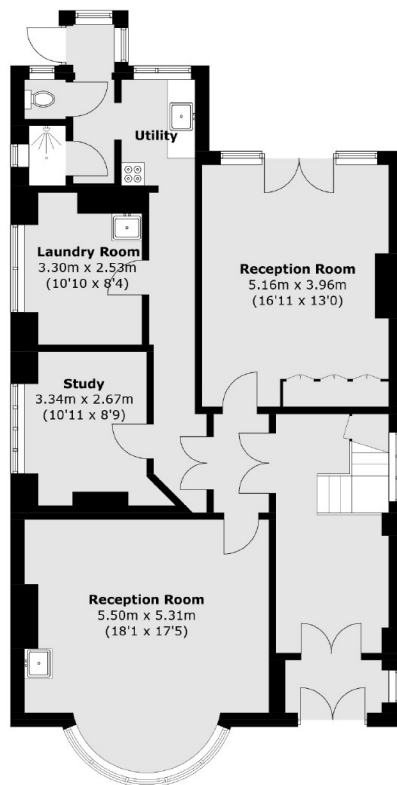 Utility
Laundry Room
3.30m x 2.53m
(10'10 x 8'4)
Reception Room
5.16m x 3.96m
(16'11 x 13'0)
Study
3.34m x 2.67m
(10'11 x 8'9)
Reception Room
5.50m x 5.31m
(18'1 x 17'5)